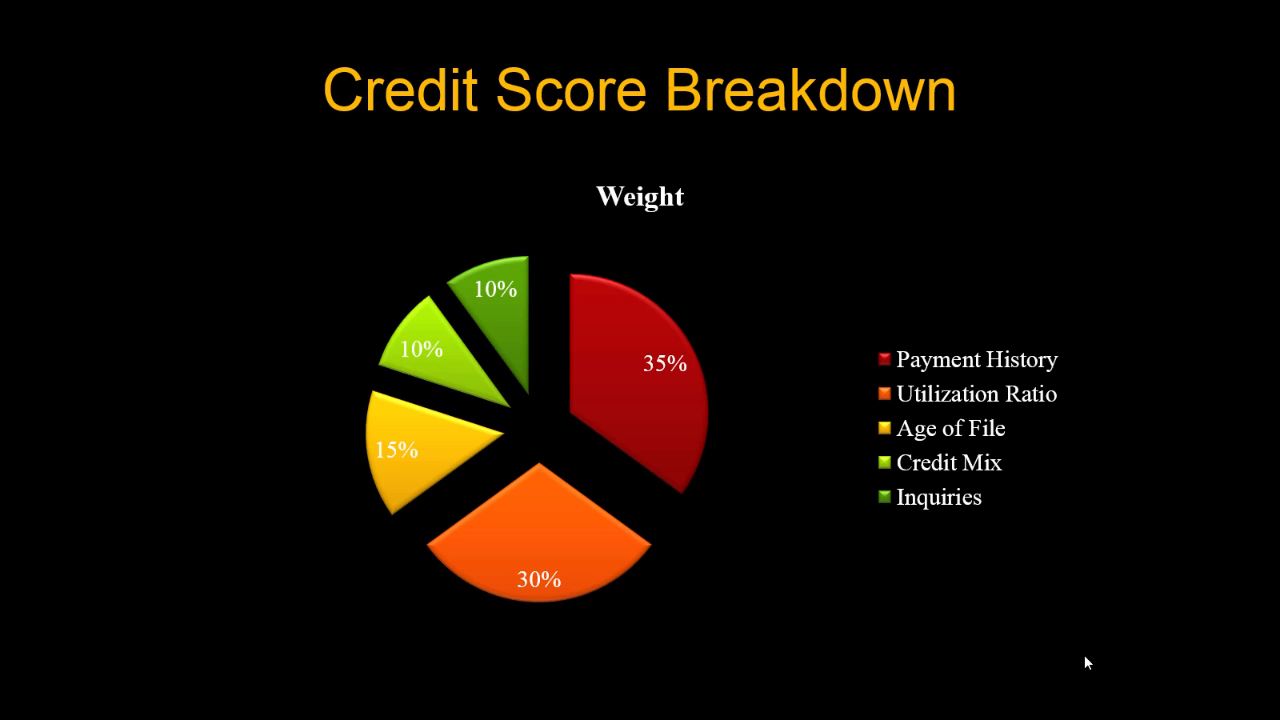 Credit Score Breakdown
Weight
10%
35%
10%
15%
30%
Payment History
Utilization Ratio
Age of File
Credit Mix
Inquiries